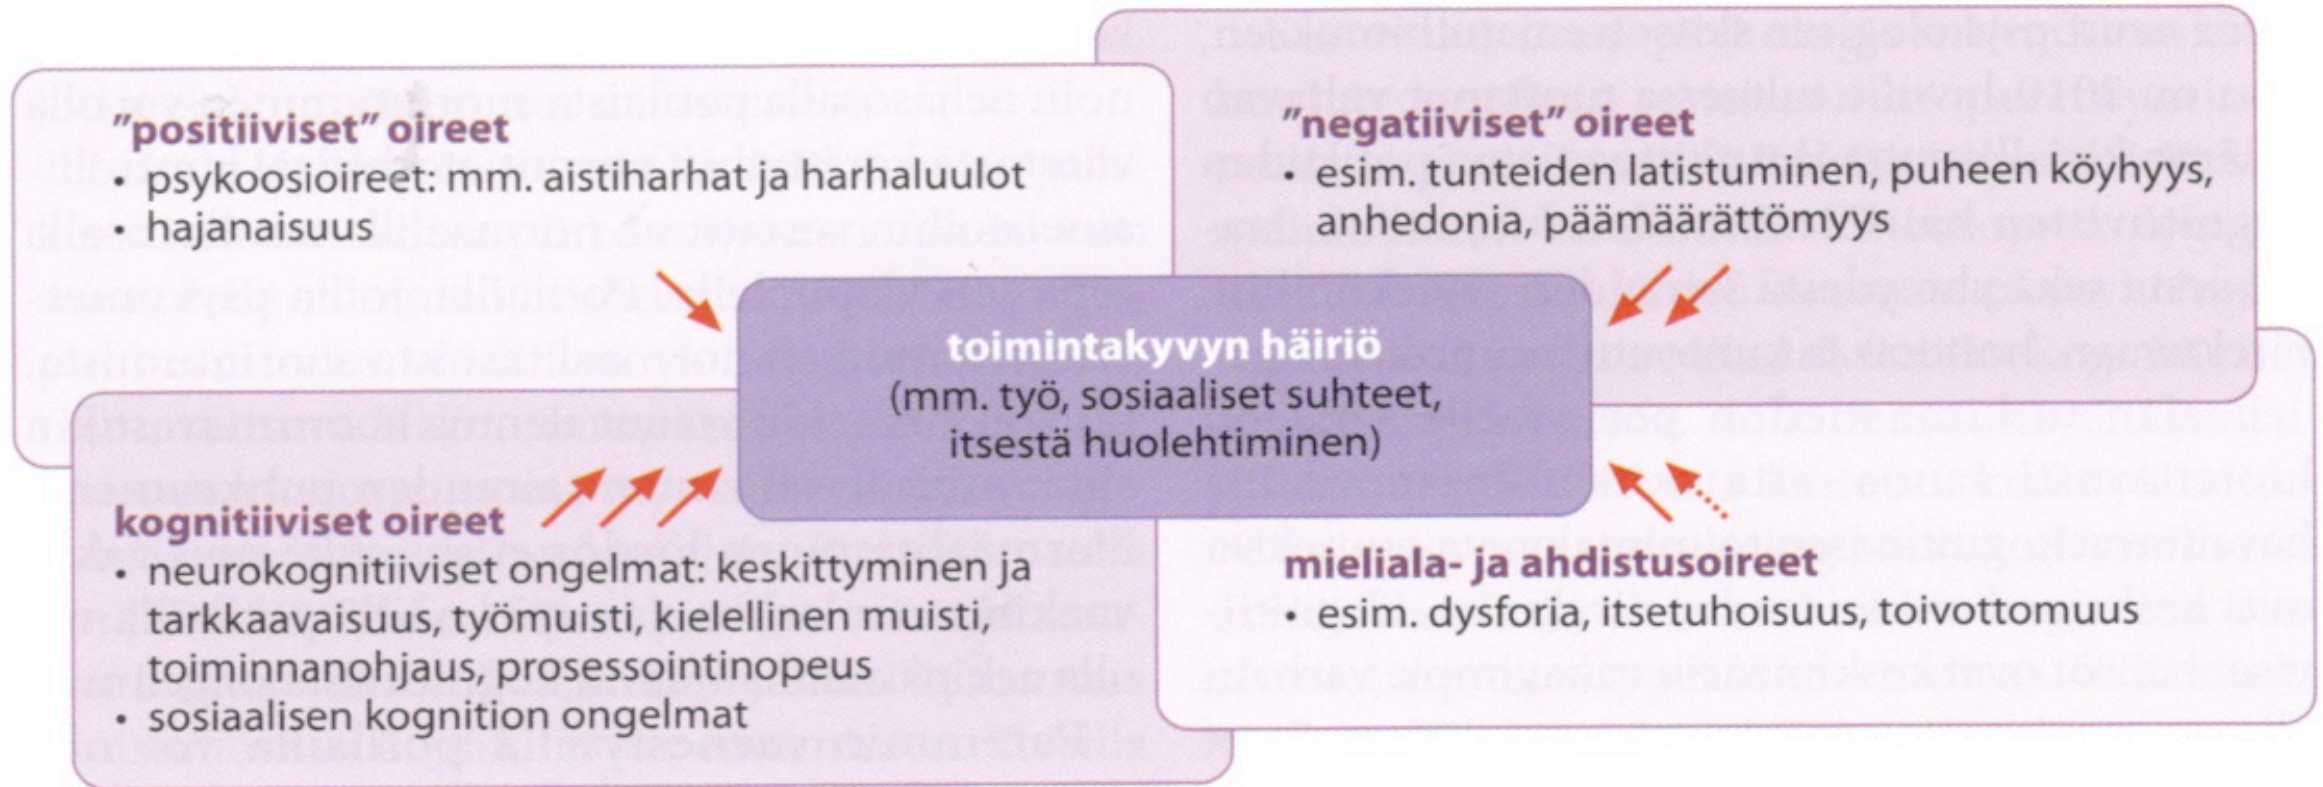 "positiiviset" oireet
• psykoosioireet: mm. aistiharhat ja harhaluulot
• hajanaisuus
"negatiiviset" oireet
• esim. tunteiden latistuminen, puheen köyhyys,
anhedonia, päämäärättömyys
toimintakyvyn häiriö
(mm. työ, sosiaaliset suhteet,
itsestä huolehtiminen)
kognitiiviset oireet
• neurokognitiiviset ongelmat: keskittyminen ja
tarkkaavaisuus, työmuisti, kielellinen muisti,
toiminnanohjaus, prosessointinopeus
• sosiaalisen kognition ongelmat
mieliala- ja ahdistusoireet
• esim. dysforia, itsetuhoisuus, toivottomuus